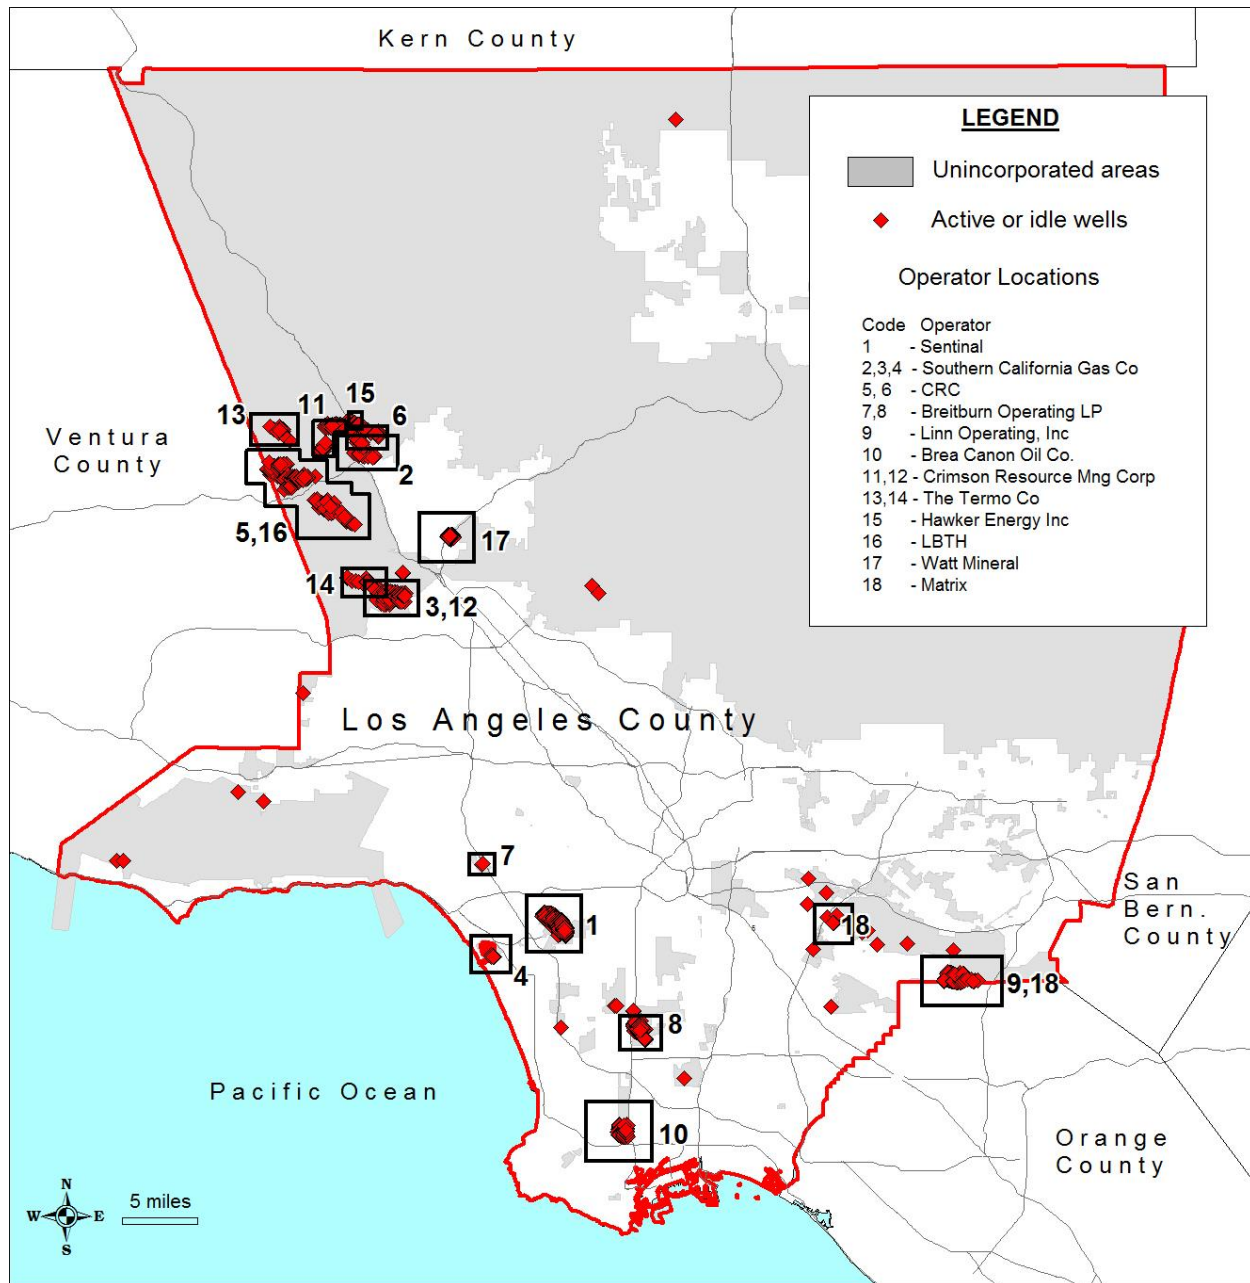 Kern County
LEGEND
Unincorporated areas
Active or idle wells
Operator Locations
Code Operator
1 - Sentinal
2,3,4 - Southern California Gas Co
5, 6 - CRC
7,8 - Breitburn Operating LP
9 - Linn Operating, Inc
10 - Brea Canon Oil Co.
11,12 - Crimson Resource Mng Corp
13,14 - The Termo Co
15 - Hawker Energy Inc
16 - LBTH
17 - Watt Mineral
18 - Matrix
15
13
11
6
Ventura
County
2
5,16
17
14
3,12
Los Angeles County
7
San
Bern.
County
1
18
4
9,18
8
Pacific Ocean
10
Orange
County
N
W
E
S
5 miles